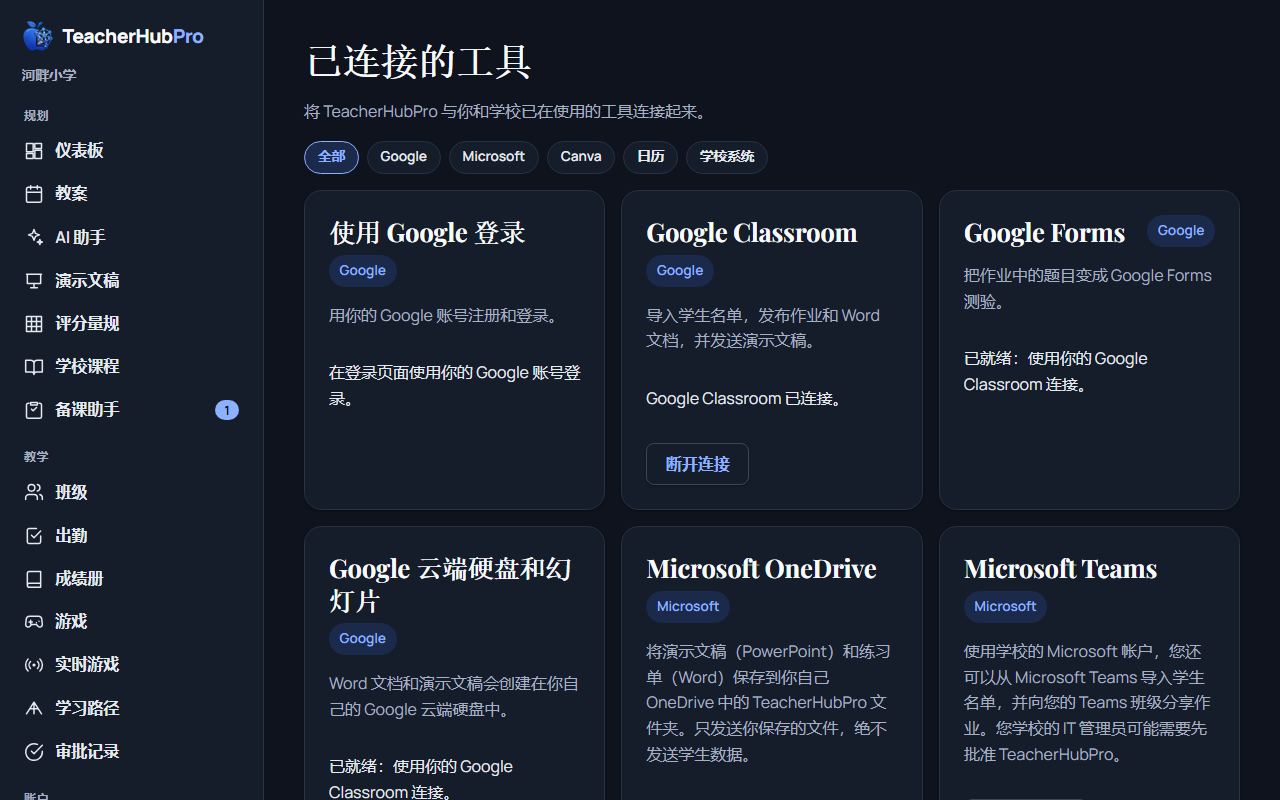 TeacherHubPro
河畔小学
规划
仪表板
教案
AI 助手
演示文稿
评分量规
学校课程
备课助手
1
教学
班级
出勤
成绩册
游戏
实时游戏
学习路径
审批记录
账户
已连接的工具
将 TeacherHubPro 与你和学校已在使用的工具连接起来。
全部
Google
Microsoft
Canva
日历
学校系统
使用 Google 登录
Google
用你的 Google 账号注册和登录。
在登录页面使用你的 Google 账号登
录。
Google Classroom
Google
导入学生名单，发布作业和 Word
文档，并发送演示文稿。
Google Classroom 已连接。
断开连接
Google Forms
Google
把作业中的题目变成 Google Forms
测验。
已就绪：使用你的 Google
Classroom 连接。
Google 云端硬盘和幻
灯片
Google
Word 文档和演示文稿会创建在你自
己的 Google 云端硬盘中。
已就绪：使用你的 Google
Classroom 连接。
Microsoft OneDrive
Microsoft
将演示文稿（PowerPoint）和练习
单（Word）保存到你自己
OneDrive 中的 TeacherHubPro 文
件夹。只发送你保存的文件，绝不
发送学生数据。
Microsoft Teams
Microsoft
使用学校的 Microsoft 帐户，您还
可以从 Microsoft Teams 导入学生
名单，并向您的 Teams 班级分享作
业。您学校的 IT 管理员可能需要先
批准 TeacherHubPro。